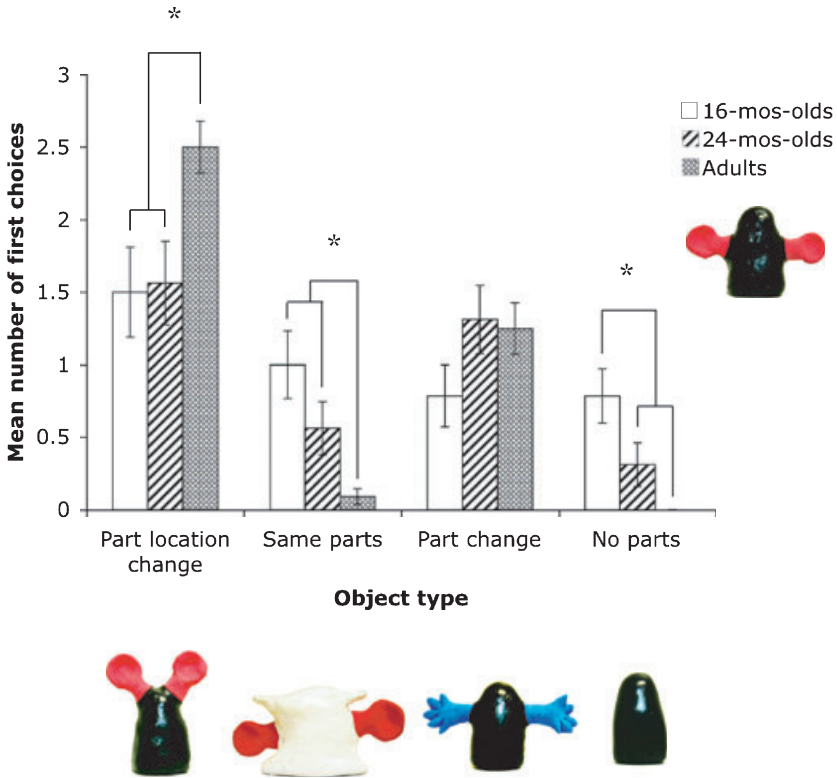 *
3
2.5
2
1.5
1
0.5
0
Mean number of first choices
*
*
16-mos-olds
24-mos-olds
Adults
Part location
change
Same parts
Part change
No parts
Object type